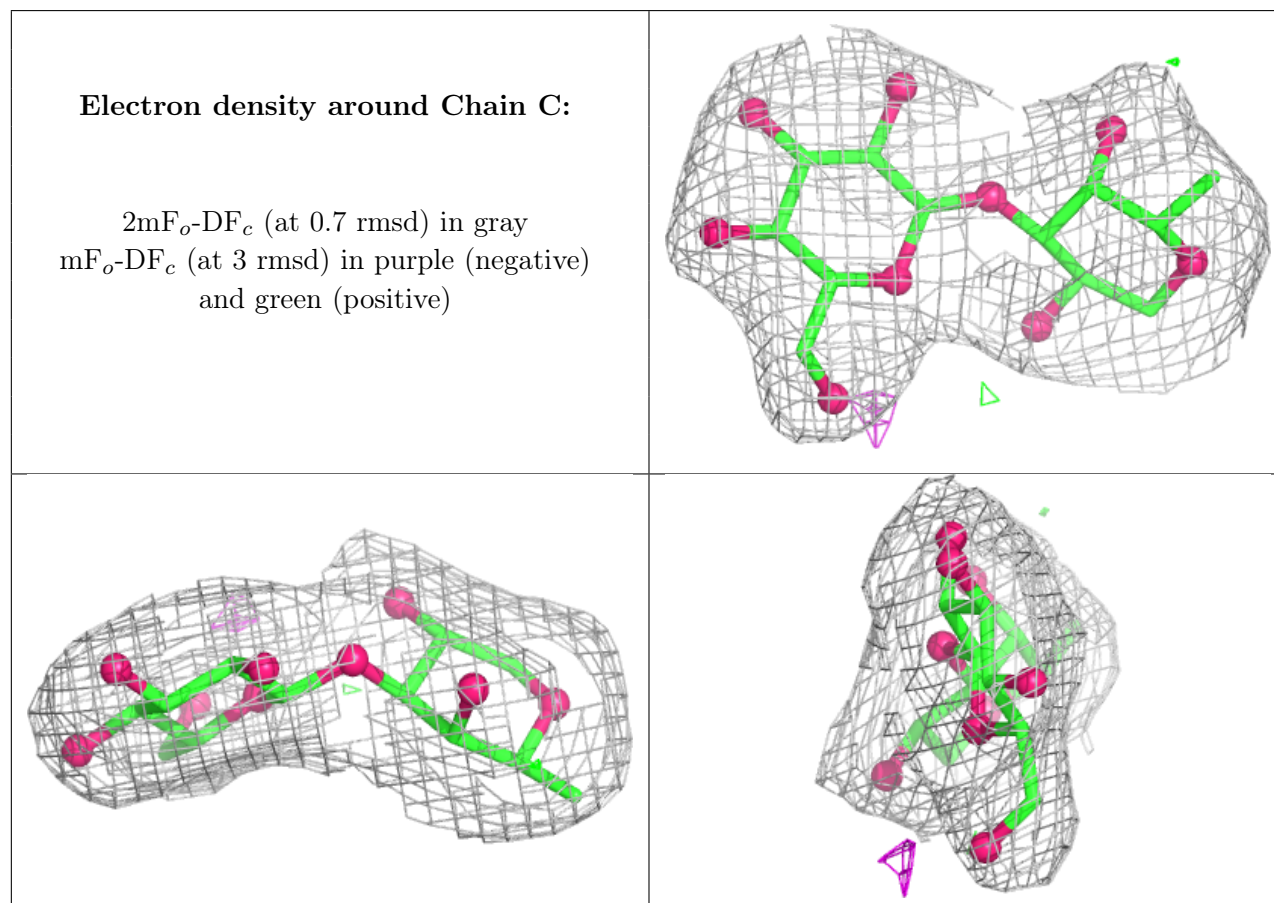 Electron density around Chain C:
2mFo-DFc (at 0.7 rmsd) in gray
mFo-DFc (at 3 rmsd) in purple (negative)
and green (positive)